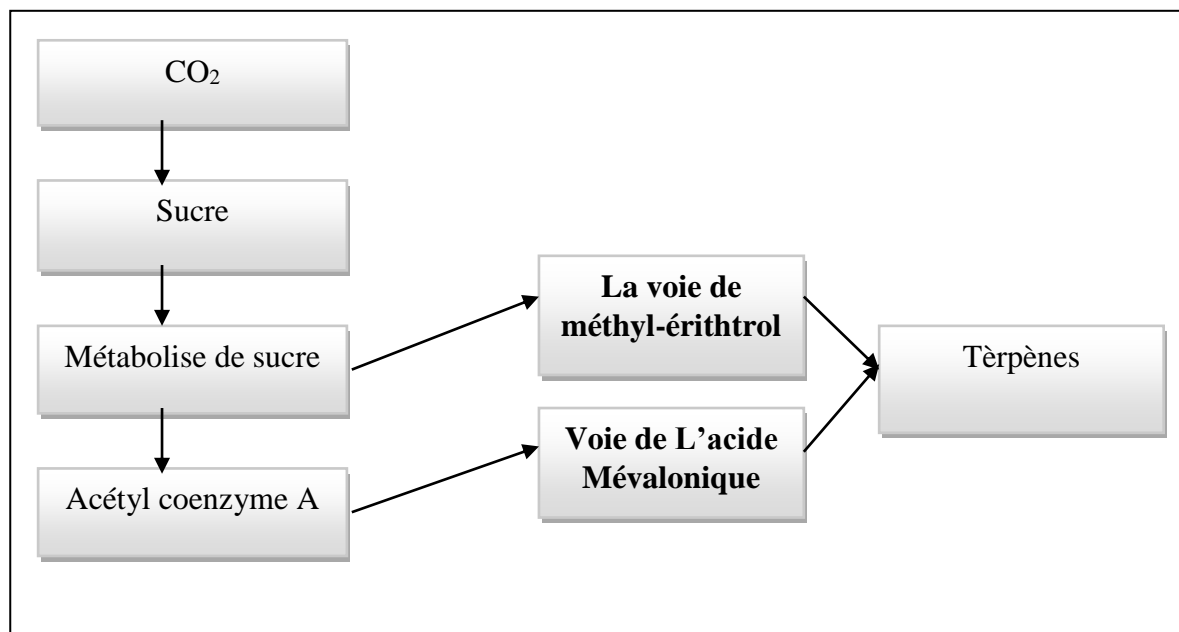 CO₂
Sucre
Métabolise de sucre
Acétyl coenzyme A
La voie de
méthyl-érithtrol
Voie de L’acide
Mévalonique
Tèrpènes